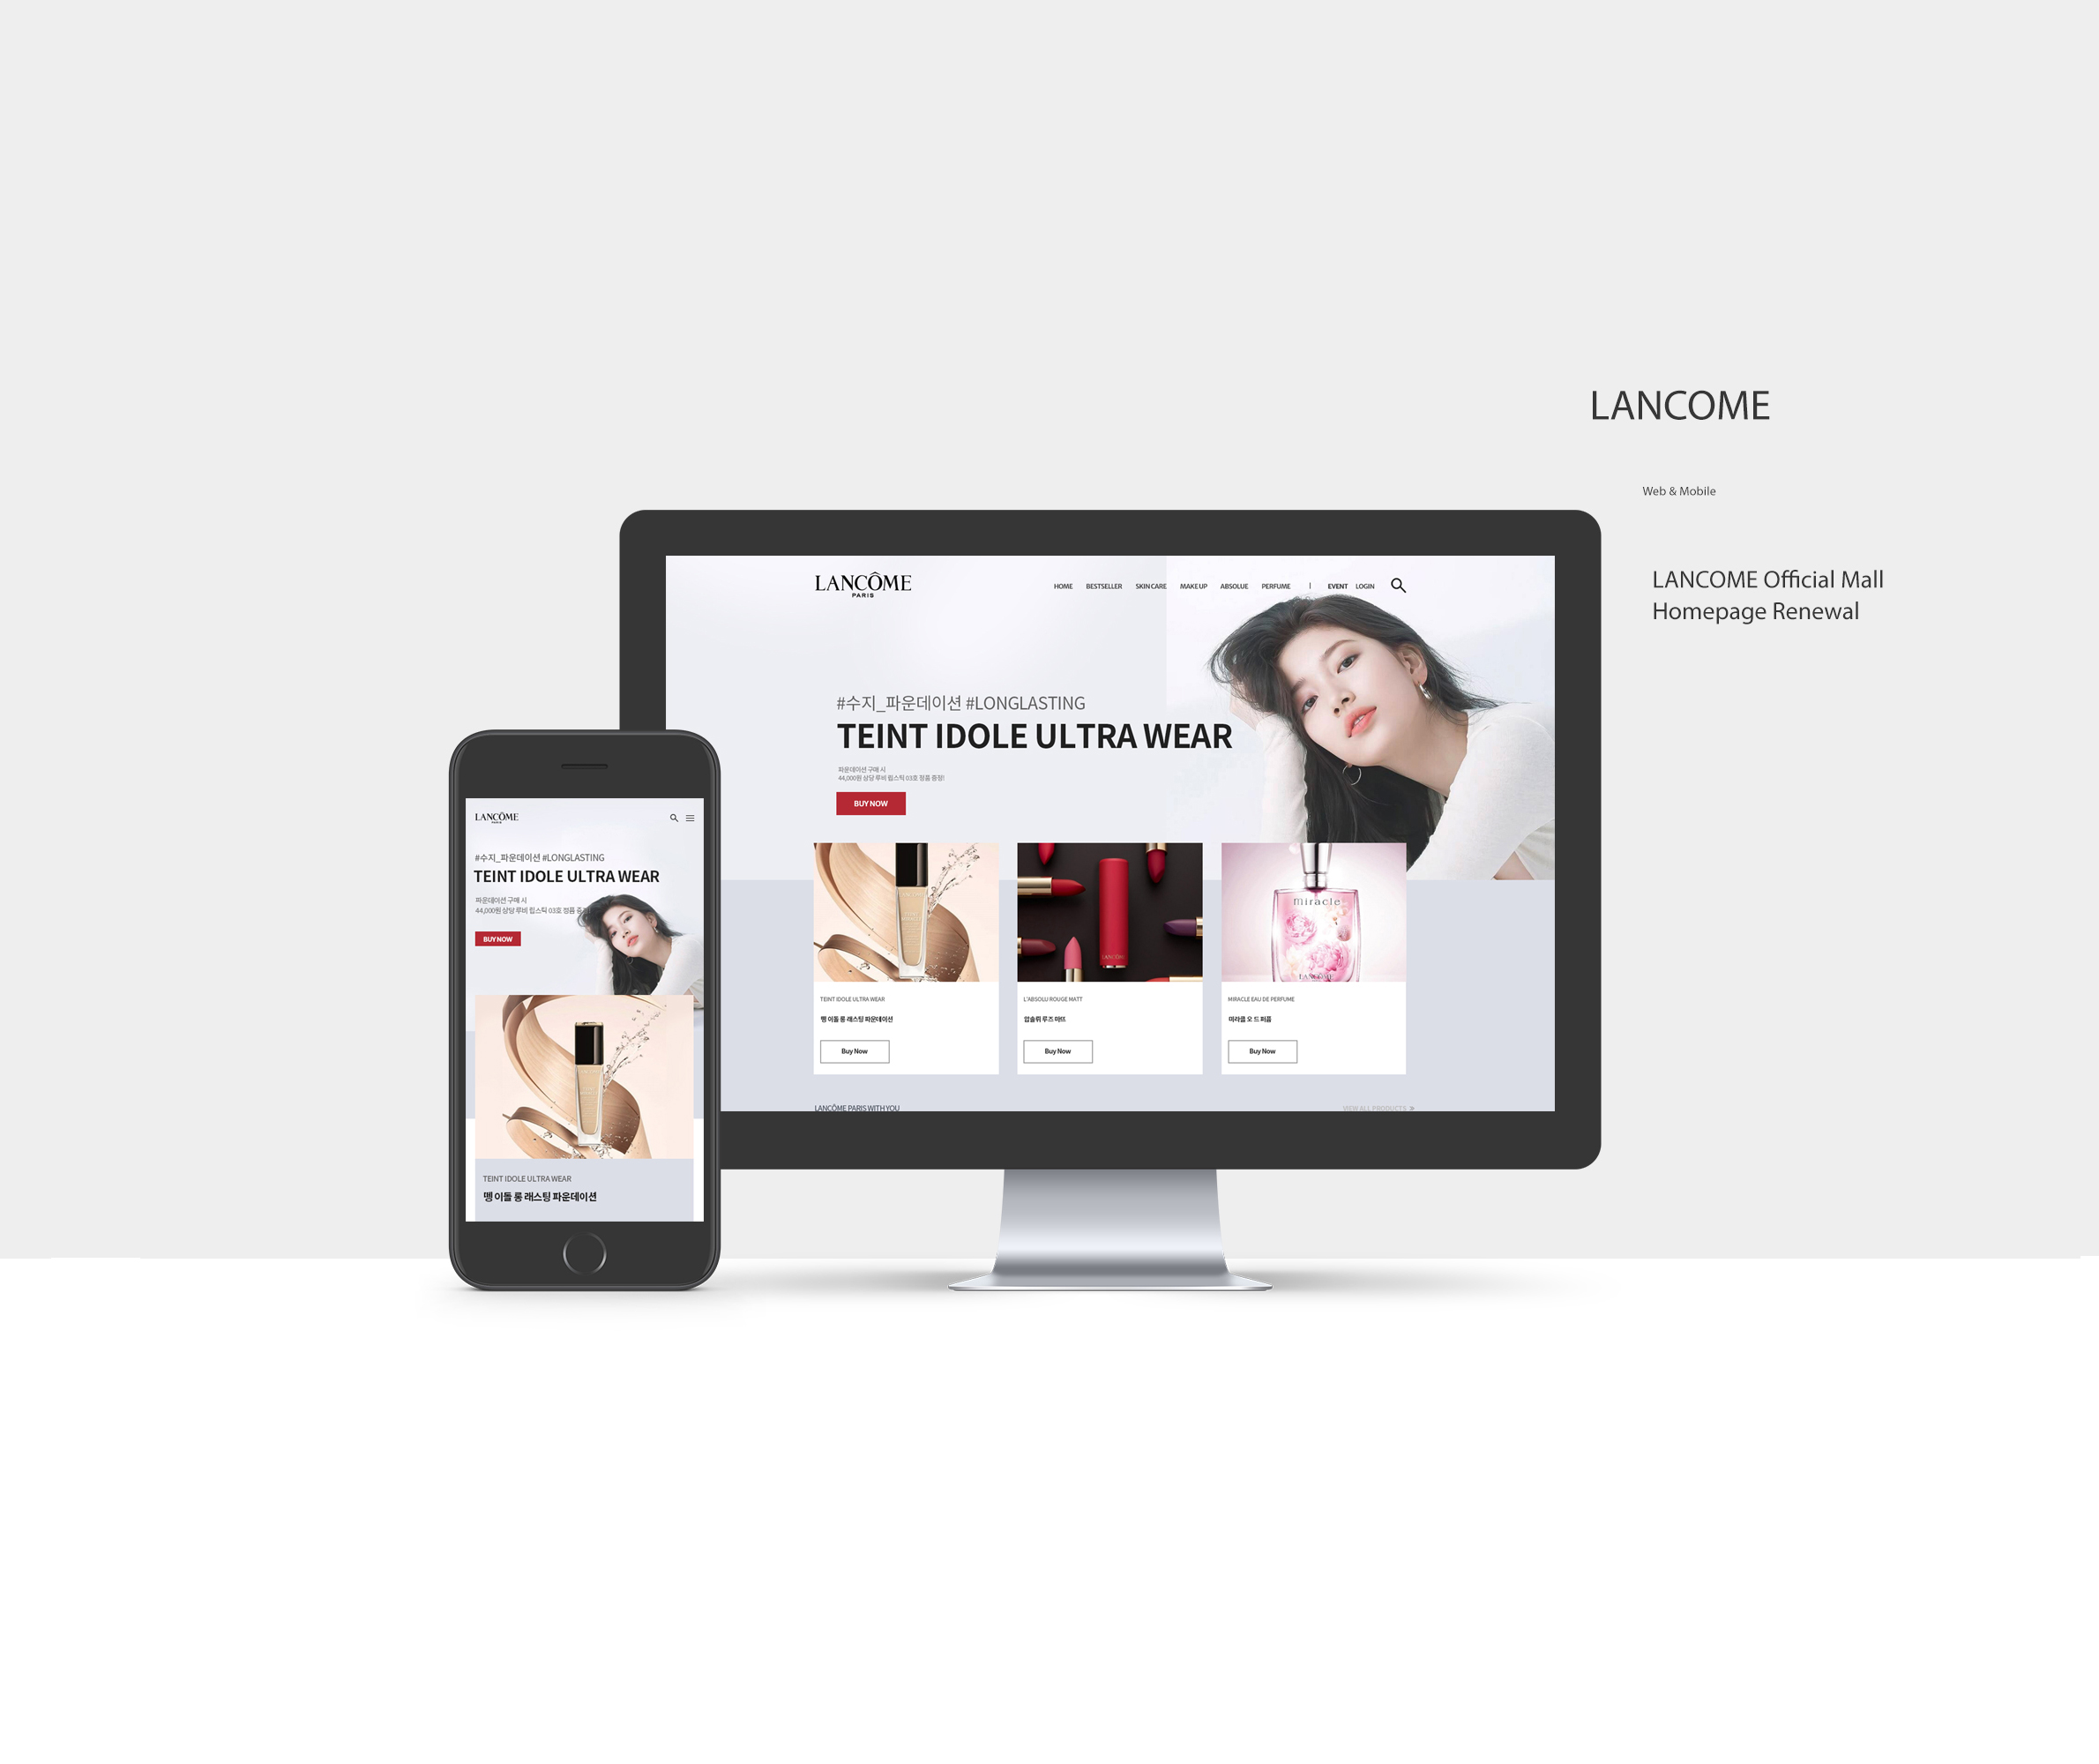 LANCOME
Web & Mobile
LANCOME Official Mall
Homepage Renewal
LANCÔME
PARIS
HOME BESTSELLER SKIN CARE MAKE UP ABSOLUE PERFUME | EVENT LOGIN
#수지_파운데이션 #LONGLASTING
TEINT IDOLE ULTRA WEAR
파운데이션 구매 시
44,000원 상당 루비 립스틱 03호 정품 증정!
BUY NOW
miracle
LANCÔME
LANCÔME
TEINT IDOLE ULTRA WEAR
뗑 이돌 롱 래스팅 파운데이션
Buy Now
L'ABSOLU ROUGE MATT
압솔뤼 루즈 마뜨
Buy Now
MIRACLE EAU DE PERFUME
미라클 오 드 퍼퓸
Buy Now
LANCÔME PARIS WITH YOU
VIEW ALL PRODUCTS >
LANCÔME
PARIS
#수지_파운데이션 #LONGLASTING
TEINT IDOLE ULTRA WEAR
파운데이션 구매 시
44,000원 상당 루비 립스틱 03호 정품
BUY NOW
TEINT IDOLE ULTRA WEAR
뗑 이돌 롱 래스팅 파운데이션